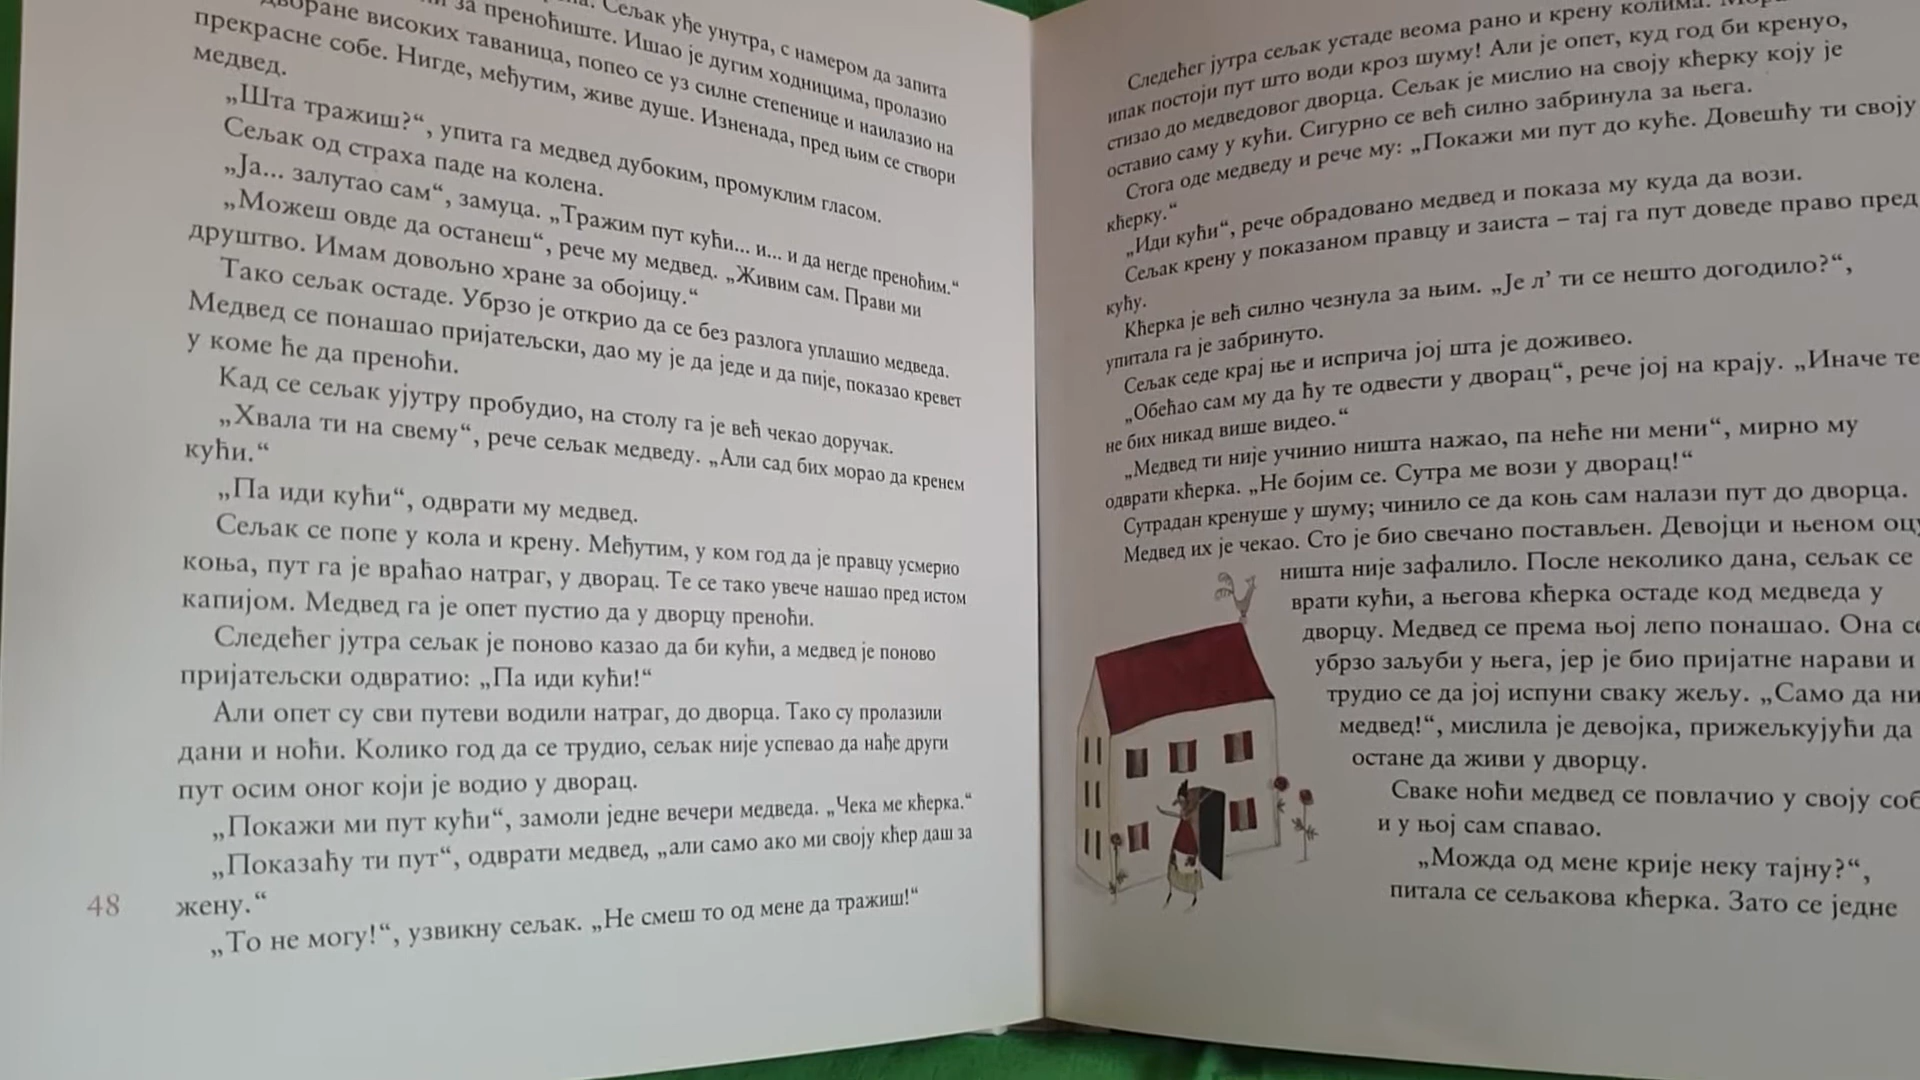 за преноћиште. Сељак уђе унутра, с намером да запита
дворане високих таваница, попео се уз силне степенице и наилазио на
прекрасне собе. Нигде, међутим, живе душе. Изненада, пред њим се створи
медвед.
„Шта тражиш?“, упита га медвед дубоким, промуклим гласом.
Сељак од страха паде на колена.
„Ја... залутао сам“, замуца. „Тражим пут кући... и... и да негде преноћим.“
„Можеш овде да останеш“, рече му медвед. „Живим сам. Прави ми
друштво. Имам довољно хране за обојицу.“
Тако сељак остаде. Убрзо је открио да се без разлога уплашио медведа.
Медвед се понашао пријатељски, дао му је да једе и да пије, показао кревет
у коме ће да преноћи.
Кад се сељак ујутру пробудио, на столу га је већ чекао доручак.
„Хвала ти на свему“, рече сељак медведу. „Али сад бих морао да кренем
кући.“
„Па иди кући“, одврати му медвед.
Сељак се попе у кола и крену. Међутим, у ком год да је правцу усмерио
коња, пут га је враћао натраг, у дворац. Те се тако увече нашао пред истом
капијом. Медвед га је опет пустио да у дворцу преноћи.
Следећег јутра сељак је поново казао да би кући, а медвед је поново
пријатељски одвратио: „Па иди кући!“
Али опет су сви путеви водили натраг, до дворца. Тако су пролазили
дани и ноћи. Колико год да се трудио, сељак није успевао да нађе други
пут осим оног који је водио у дворац.
„Покажи ми пут кући“, замоли једне вечери медведа. „Чека ме кћерка.“
„Показаћу ти пут“, одврати медвед, „али само ако ми своју кћер даш за
жену.“
„То не могу!“, узвикну сељак. „Не смеш то од мене да тражиш!“
48
Следећег јутра сељак устаде веома рано и крену колима.
ипак постоји пут што води кроз шуму! Али је опет, куд год би кренуо,
стизао до медведовог дворца. Сељак је мислио на своју кћерку коју је
оставио саму у кући. Сигурно се већ силно забринула за њега.
Стога оде медведу и рече му: „Покажи ми пут до куће. Довешћу ти своју
кћерку.“
„Иди кући“, рече обрадовано медвед и показа му куда да вози.
Сељак крену у показаном правцу и заиста – тај га пут доведе право пред
кућу.
Кћерка је већ силно чезнула за њим. „Је л’ ти се нешто догодило?“,
упитала га је забринуто.
Сељак седе крај ње и исприча јој шта је доживео.
„Обећао сам му да ћу те одвести у дворац“, рече јој на крају. „Иначе те
не бих никад више видео.“
„Медвед ти није учинио ништа нажао, па неће ни мени“, мирно му
одврати кћерка. „Не бојим се. Сутра ме вози у дворац!“
Сутрадан кренуше у шуму; чинило се да коњ сам налази пут до дворца.
Медвед их је чекао. Сто је био свечано постављен. Девојци и њеном оцу
ништа није зафалило. После неколико дана, сељак се
врати кући, а његова кћерка остаде код медведа у
дворцу. Медвед се према њој лепо понашао. Она се
убрзо заљуби у њега, јер је био пријатне нарави и
трудио се да јој испуни сваку жељу. „Само да ни
медвед!“, мислила је девојка, прижељкујући да
остане да живи у дворцу.
Сваке ноћи медвед се повлачио у своју соб
и у њој сам спавао.
„Можда од мене крије неку тајну?“,
питала се сељакова кћерка. Зато се једне